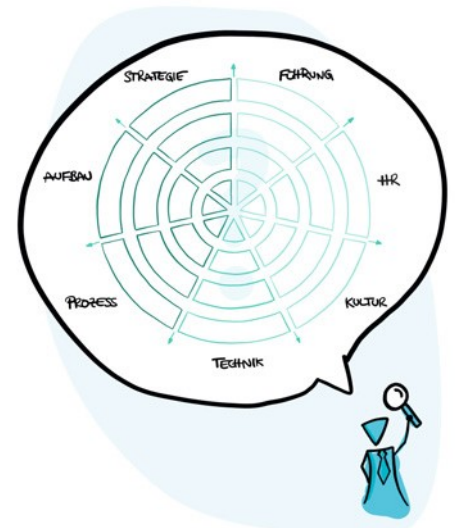 STRATEGIE
FÜHRUNG
AUFBAU
HR
PROZESS
KULTUR
TECHNIK